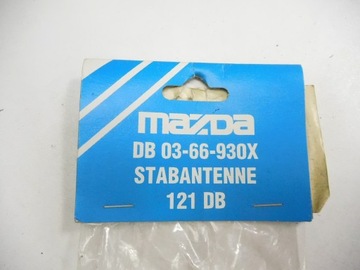 mazda
DB 03-66-930X
STABANTENNE
121 DB